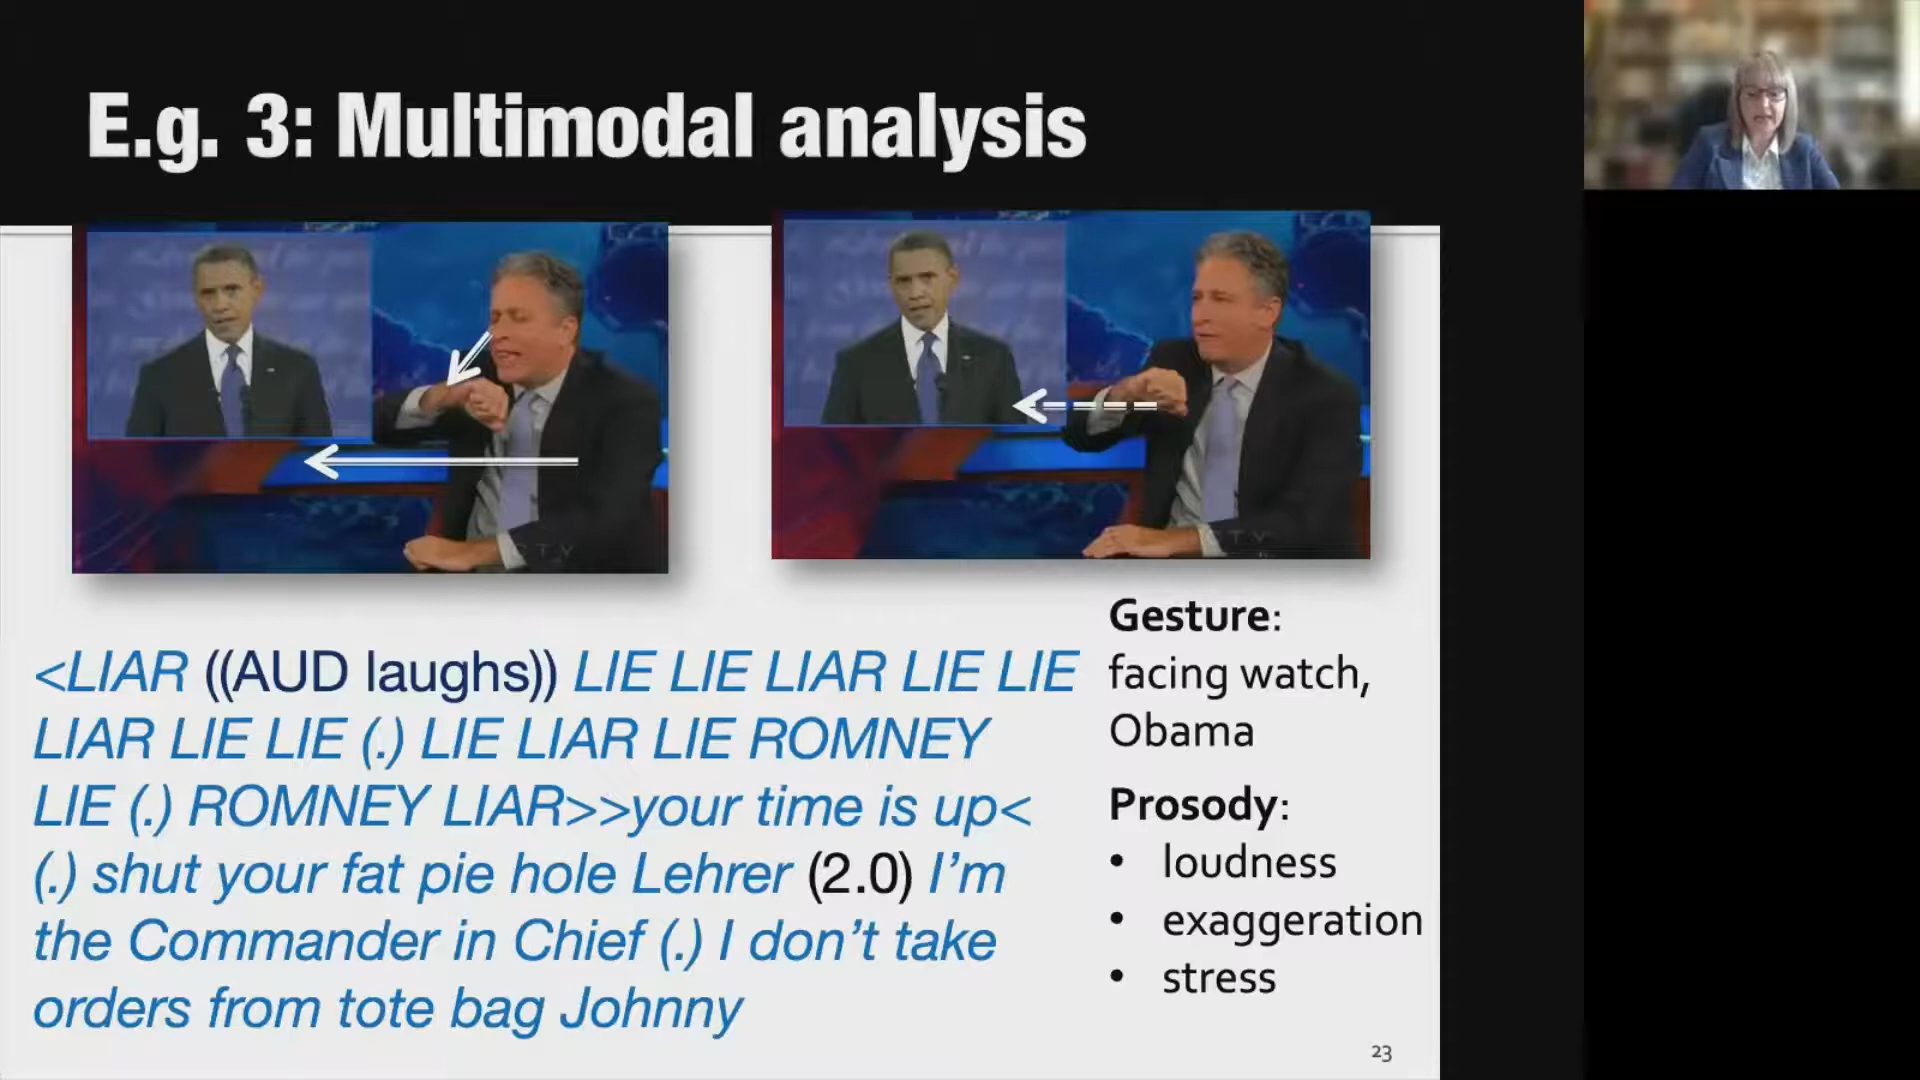 E.g. 3: Multimodal analysis
CTV
CTV
<LIAR ((AUD laughs)) LIE LIE LIAR LIE LIE
LIAR LIE LIE (.) LIE LIAR LIE ROMNEY
LIE (.) ROMNEY LIAR>>your time is up<
(.) shut your fat pie hole Lehrer (2.0) I’m
the Commander in Chief (.) I don’t take
orders from tote bag Johnny
Gesture:
facing watch,
Obama
Prosody:
• loudness
• exaggeration
• stress
23